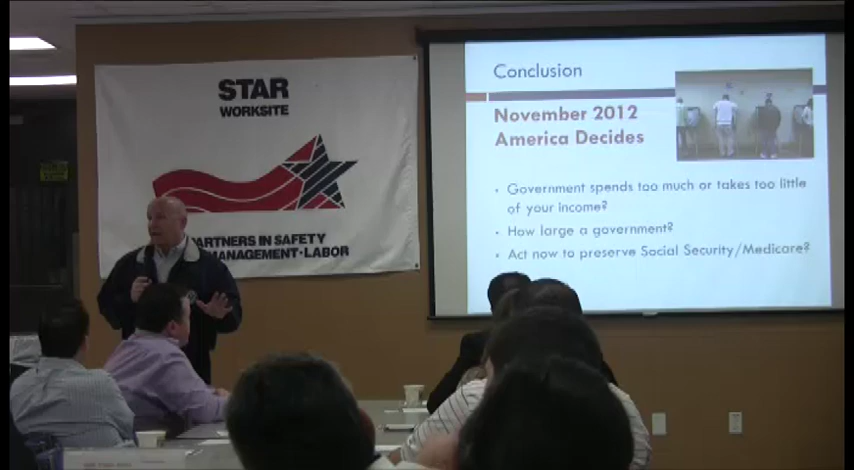 STAR
WORKSITE
PARTNERS IN SAFETY
MANAGEMENT · LABOR
Conclusion
November 2012
America Decides
• Government spends too much or takes too little
of your income?
• How large a government?
• Act now to preserve Social Security/Medicare?